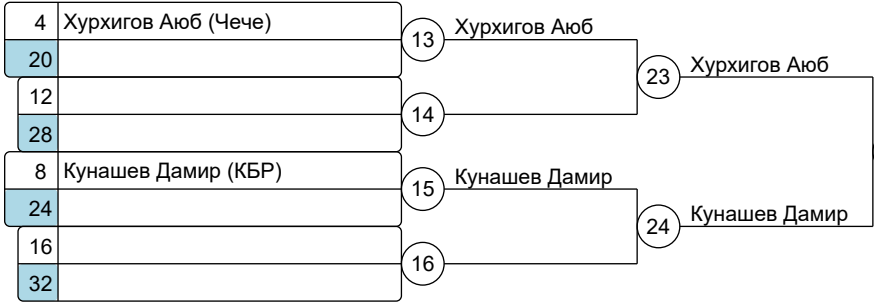 4 Хурхигов Аюб (Чече)
20
13 Хурхигов Аюб
12
28
14
23 Хурхигов Аюб
8 Кунашев Дамир (КБР)
24
15 Кунашев Дамир
16
32
16
24 Кунашев Дамир